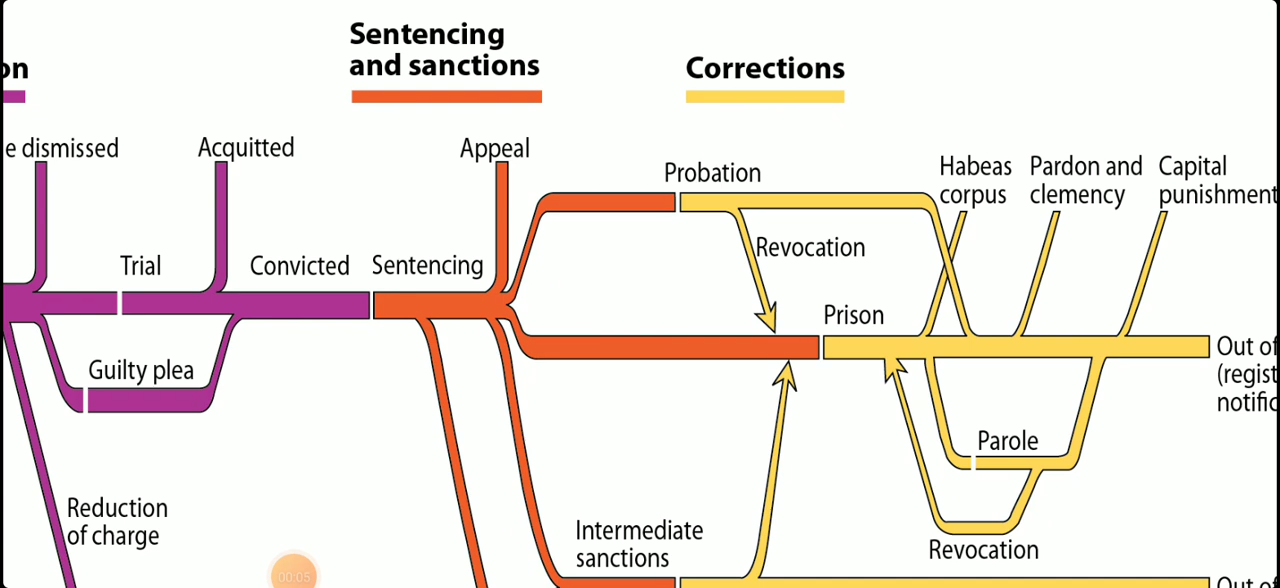 Sentencing
and sanctions
on
Corrections
e dismissed
Acquitted
Appeal
Probation
Habeas
corpus
Pardon and
clemency
Capital
punishment
Trial
Convicted
Sentencing
Revocation
Prison
Out of
(regist
notific
Guilty plea
Parole
Reduction
of charge
Intermediate
sanctions
Revocation
00:05
Out of